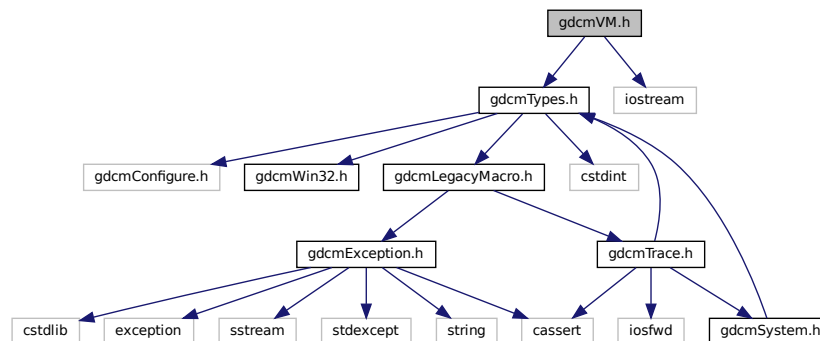 gdcmVM.h
gdcmTypes.h
iostream
gdcmConfigure.h
gdcmWin32.h
gdcmLegacyMacro.h
cstdint
gdcmException.h
gdcmTrace.h
cstdlib
exception
sstream
stdexcept
string
cassert
iosfwd
gdcmSystem.h